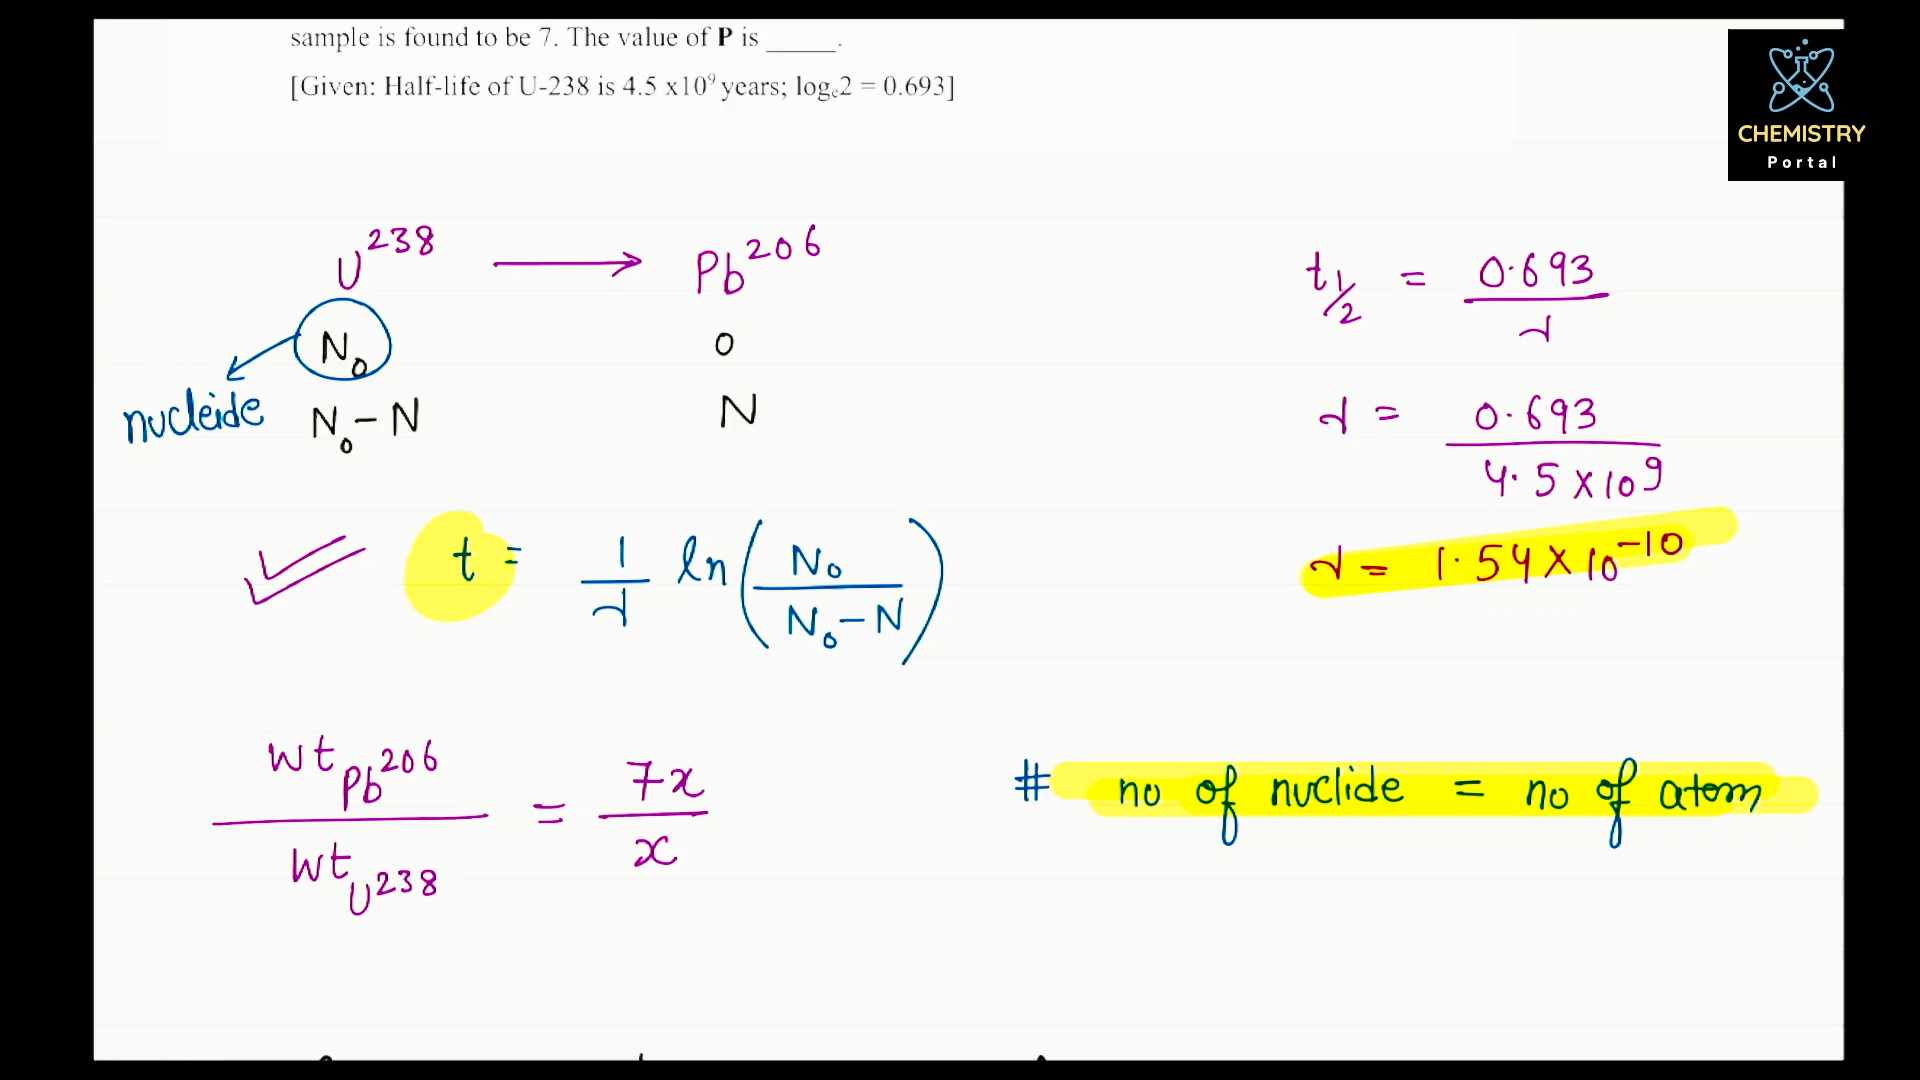 sample is found to be 7. The value of P is _____.
[Given: Half-life of U-238 is 4.5 x10⁹ years; logₑ2 = 0.693]
CHEMISTRY
Portal
U²³⁸ ⟶ Pb²⁰⁶
N₀ 0
nucleide N₀ - N N
t½ = 0.693 / λ
λ = 0.693 / 4.5 × 10⁹
λ = 1.54 × 10⁻¹⁰
t = 1/λ ln (N₀ / N₀ - N)
wt Pb²⁰⁶ / wt U²³⁸ = 7x / x
# no of nuclide = no of atom